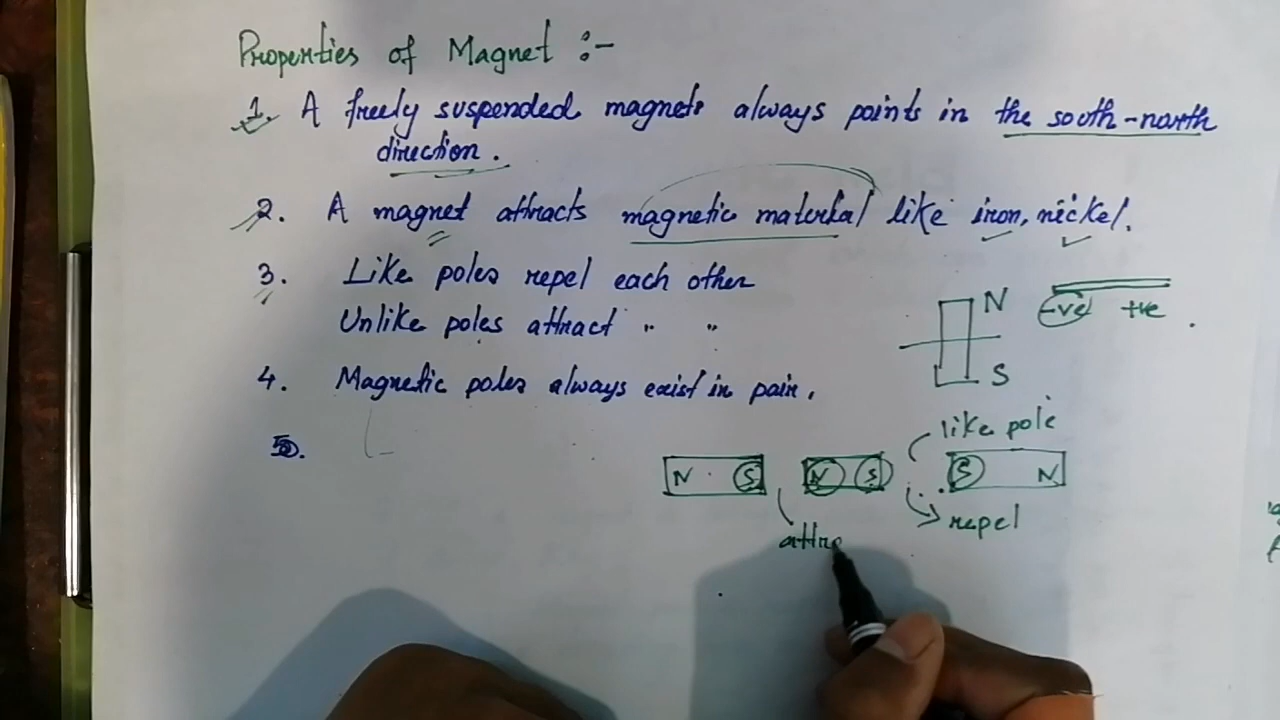 Properties of Magnet :-
1. A freely suspended magnets always points in the south-north
direction.
2. A magnet attracts magnetic material like iron, nickel.
3. Like poles repel each other
Unlike poles attract " "
4. Magnetic poles always exist in pair.
5.
N
S
-ve +ve
like pole
N S N S S N
repel
attra